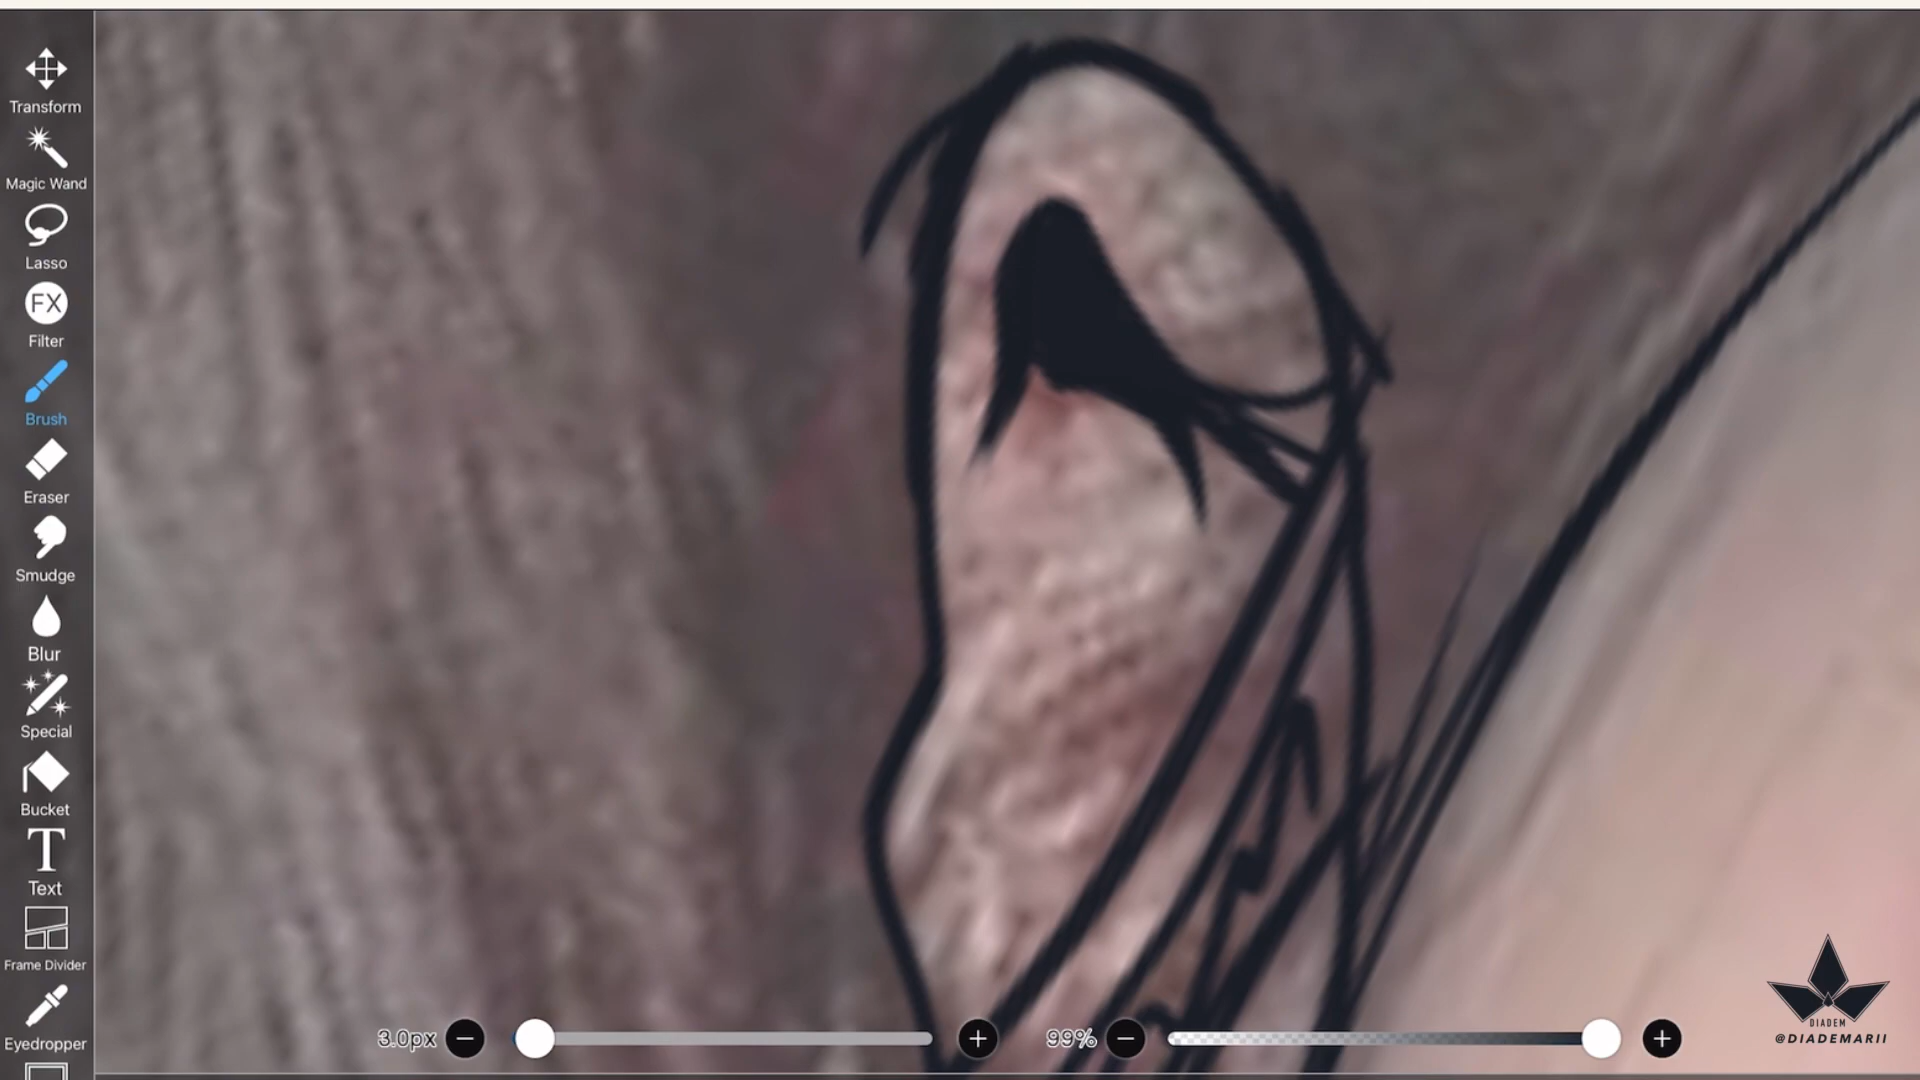 Transform
Magic Wand
Lasso
FX
Filter
Brush
Eraser
Smudge
Blur
Special
Bucket
T
Text
Frame Divider
Eyedropper
3.0px
99%
DIADEM
@DIADEMARII